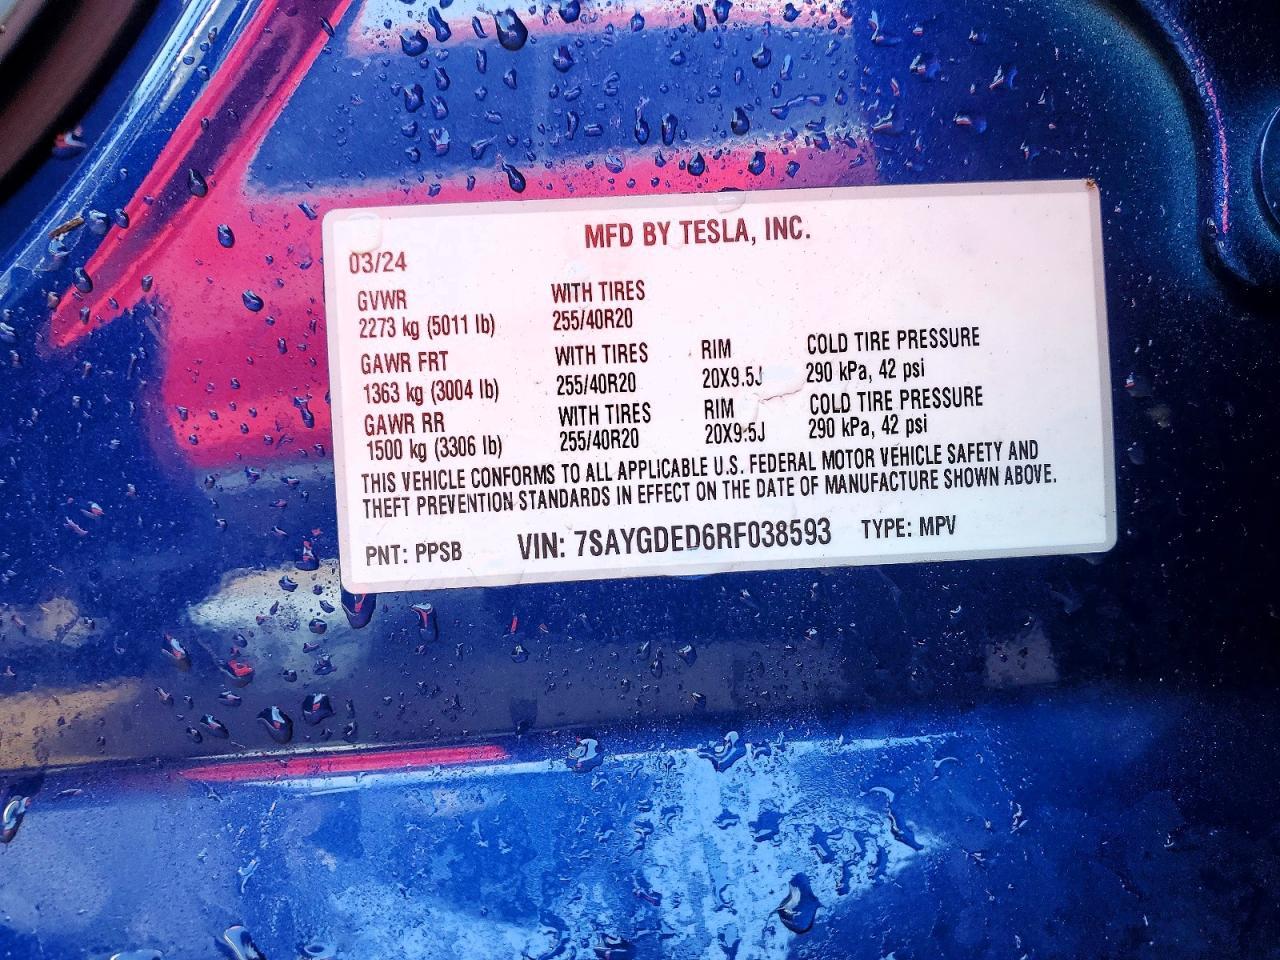 MFD BY TESLA, INC.
03/24
GVWR WITH TIRES
2273 kg (5011 lb) 255/40R20
GAWR FRT WITH TIRES RIM COLD TIRE PRESSURE
1363 kg (3004 lb) 255/40R20 20X9.5J 290 kPa, 42 psi
GAWR RR WITH TIRES RIM COLD TIRE PRESSURE
1500 kg (3306 lb) 255/40R20 20X9.5J 290 kPa, 42 psi
THIS VEHICLE CONFORMS TO ALL APPLICABLE U.S. FEDERAL MOTOR VEHICLE SAFETY AND
THEFT PREVENTION STANDARDS IN EFFECT ON THE DATE OF MANUFACTURE SHOWN ABOVE.
PNT: PPSB VIN: 7SAYGDED6RF038593 TYPE: MPV